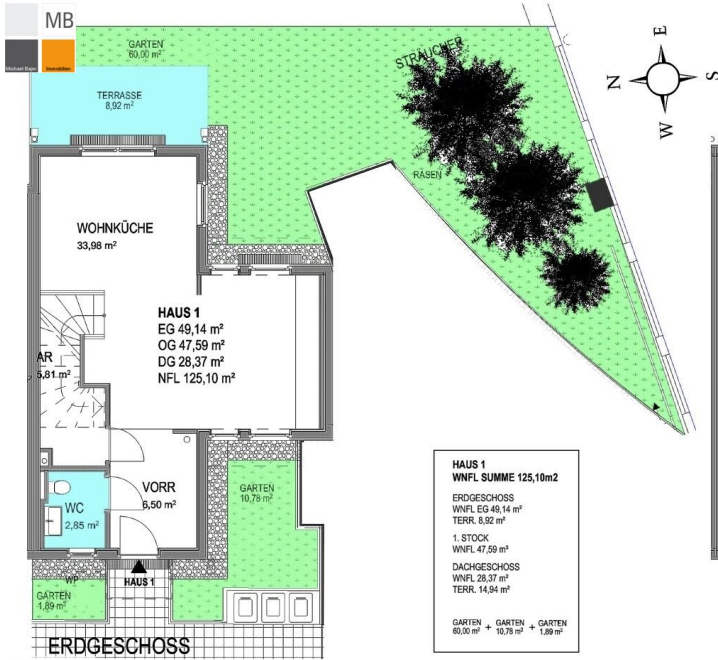 MB
Michael Bajer
Immobilien
GARTEN
60,00 m²
STRÄUCHER
E
N
S
W
TERRASSE
8,92 m²
RASEN
WOHNKÜCHE
33,98 m²
HAUS 1
EG 49,14 m²
OG 47,59 m²
DG 28,37 m²
NFL 125,10 m²
AR
5,81 m²
VORR
6,50 m²
WC
2,85 m²
GARTEN
10,78 m²
WP
HAUS 1
GARTEN
1,89 m²
ERDGESCHOSS
HAUS 1
WNFL SUMME 125,10m2
ERDGESCHOSS
WNFL EG 49,14 m²
TERR. 8,92 m²
1. STOCK
WNFL 47,59 m²
DACHGESCHOSS
WNFL 28,37 m²
TERR. 14,94 m²
GARTEN + GARTEN + GARTEN
60,00 m² 10,78 m² 1,89 m²